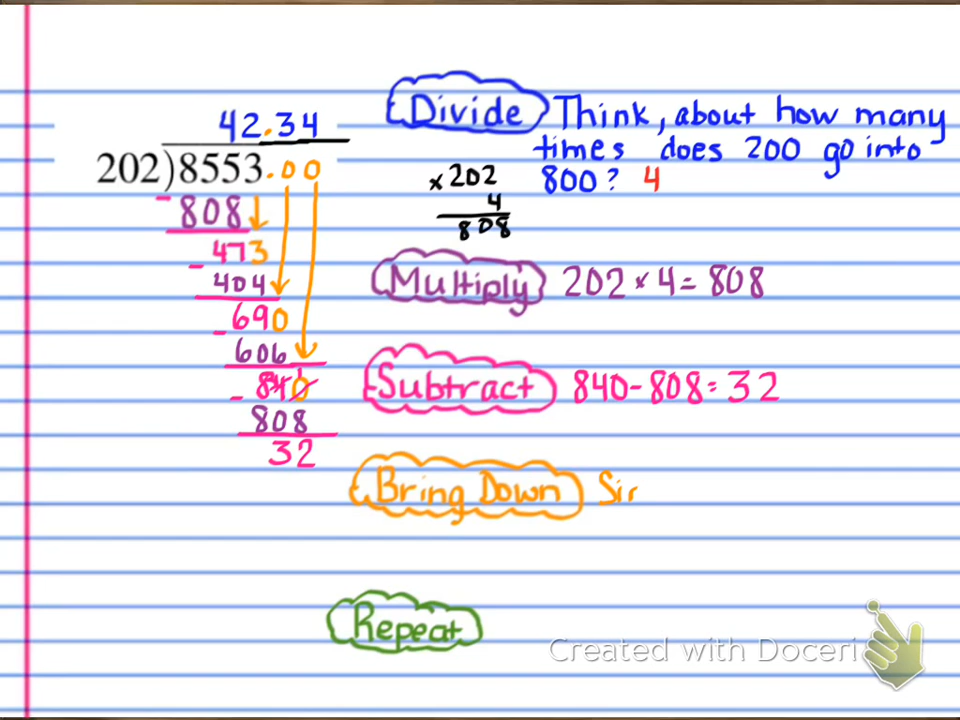 42.34
202)8553.00
- 808
473
- 404
690
- 606
840
- 808
32
Divide Think, about how many
times does 200 go into
800? 4
x202
4
808
Multiply 202 x 4 = 808
Subtract 840-808=32
Bring Down Sir
Repeat
Created with Doceri